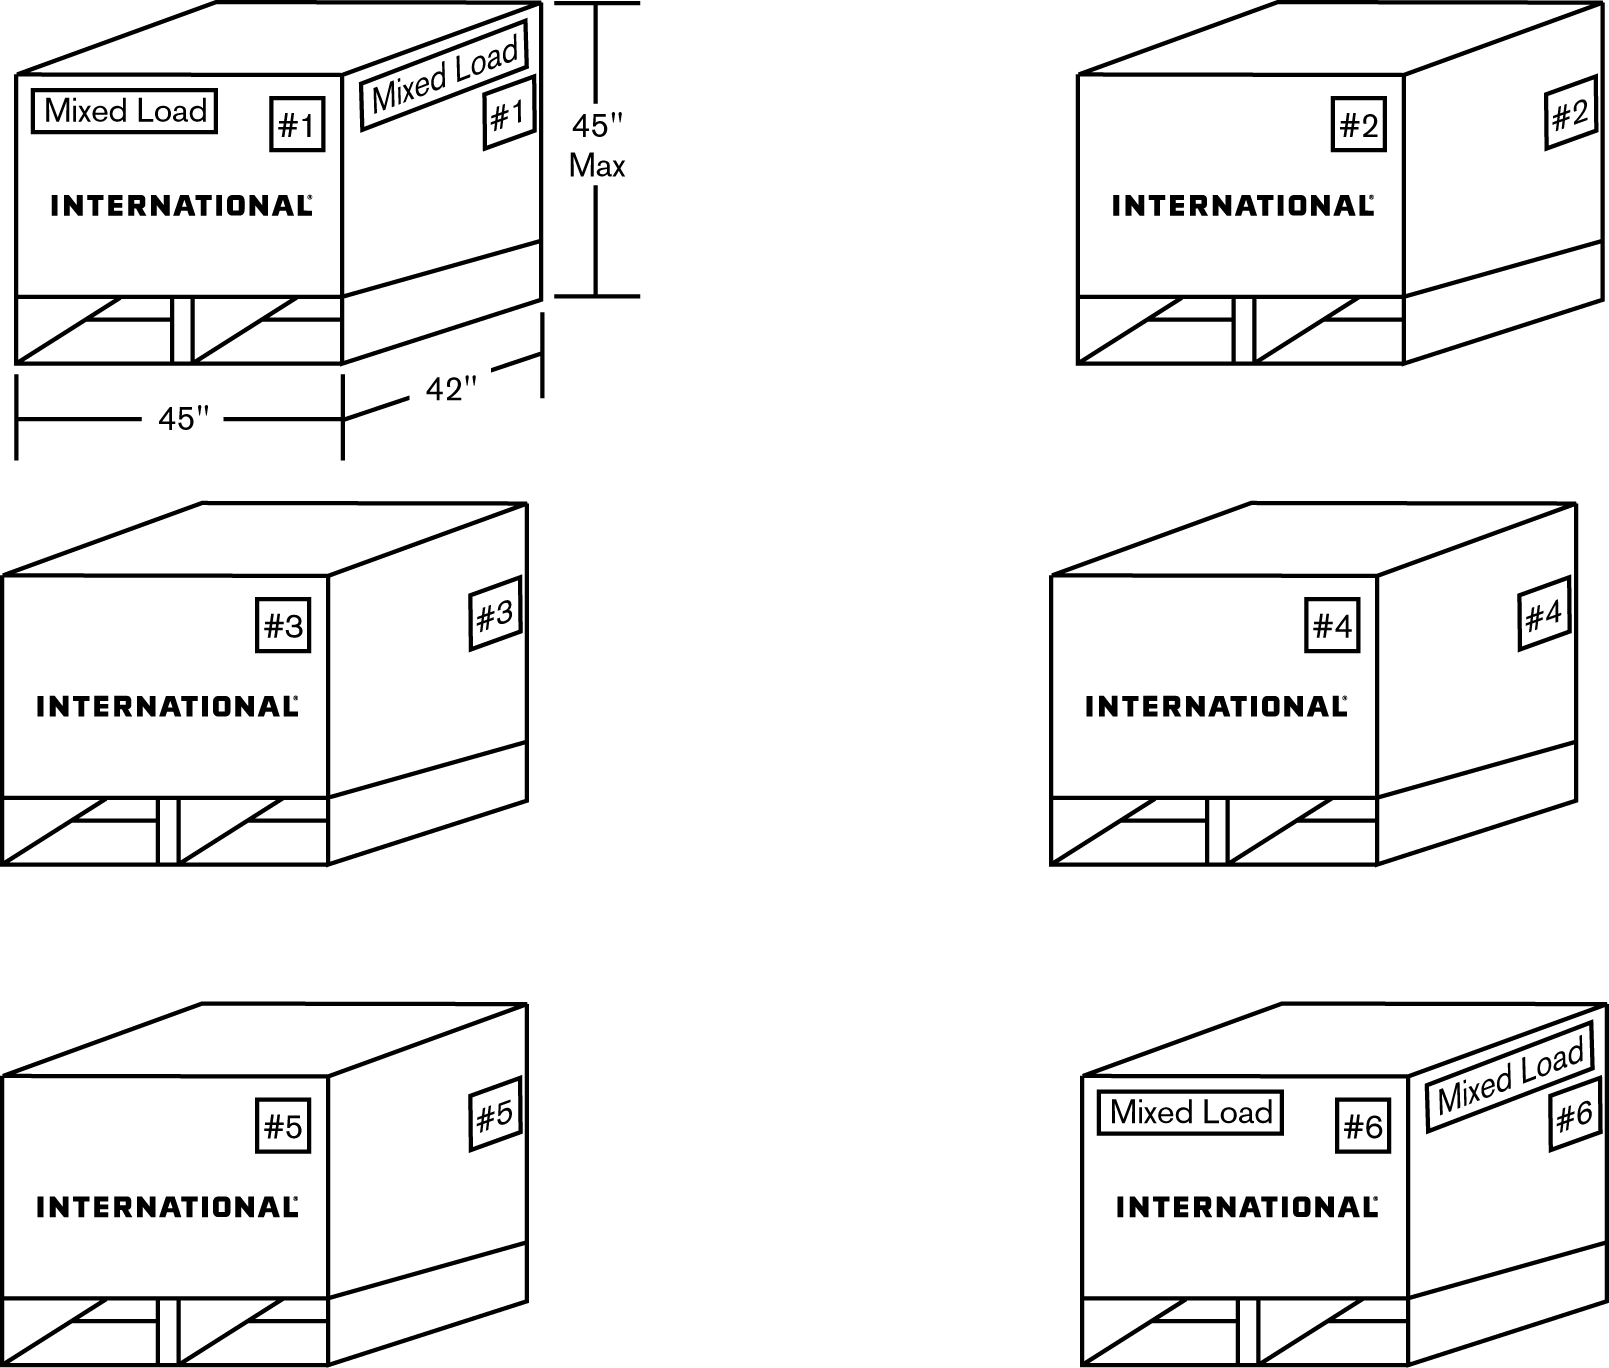 Mixed Load
#1
Mixed Load
#1
INTERNATIONAL®
45"
Max
45"
42"
#2
#2
INTERNATIONAL®
#3
#3
INTERNATIONAL®
#4
#4
INTERNATIONAL®
#5
#5
INTERNATIONAL®
Mixed Load
#6
Mixed Load
#6
INTERNATIONAL®